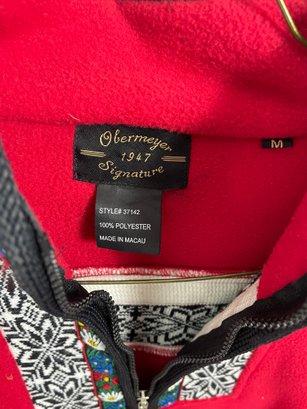 Obermeyer
1947
Signature
M
STYLE# 37142
100% POLYESTER
MADE IN MACAU